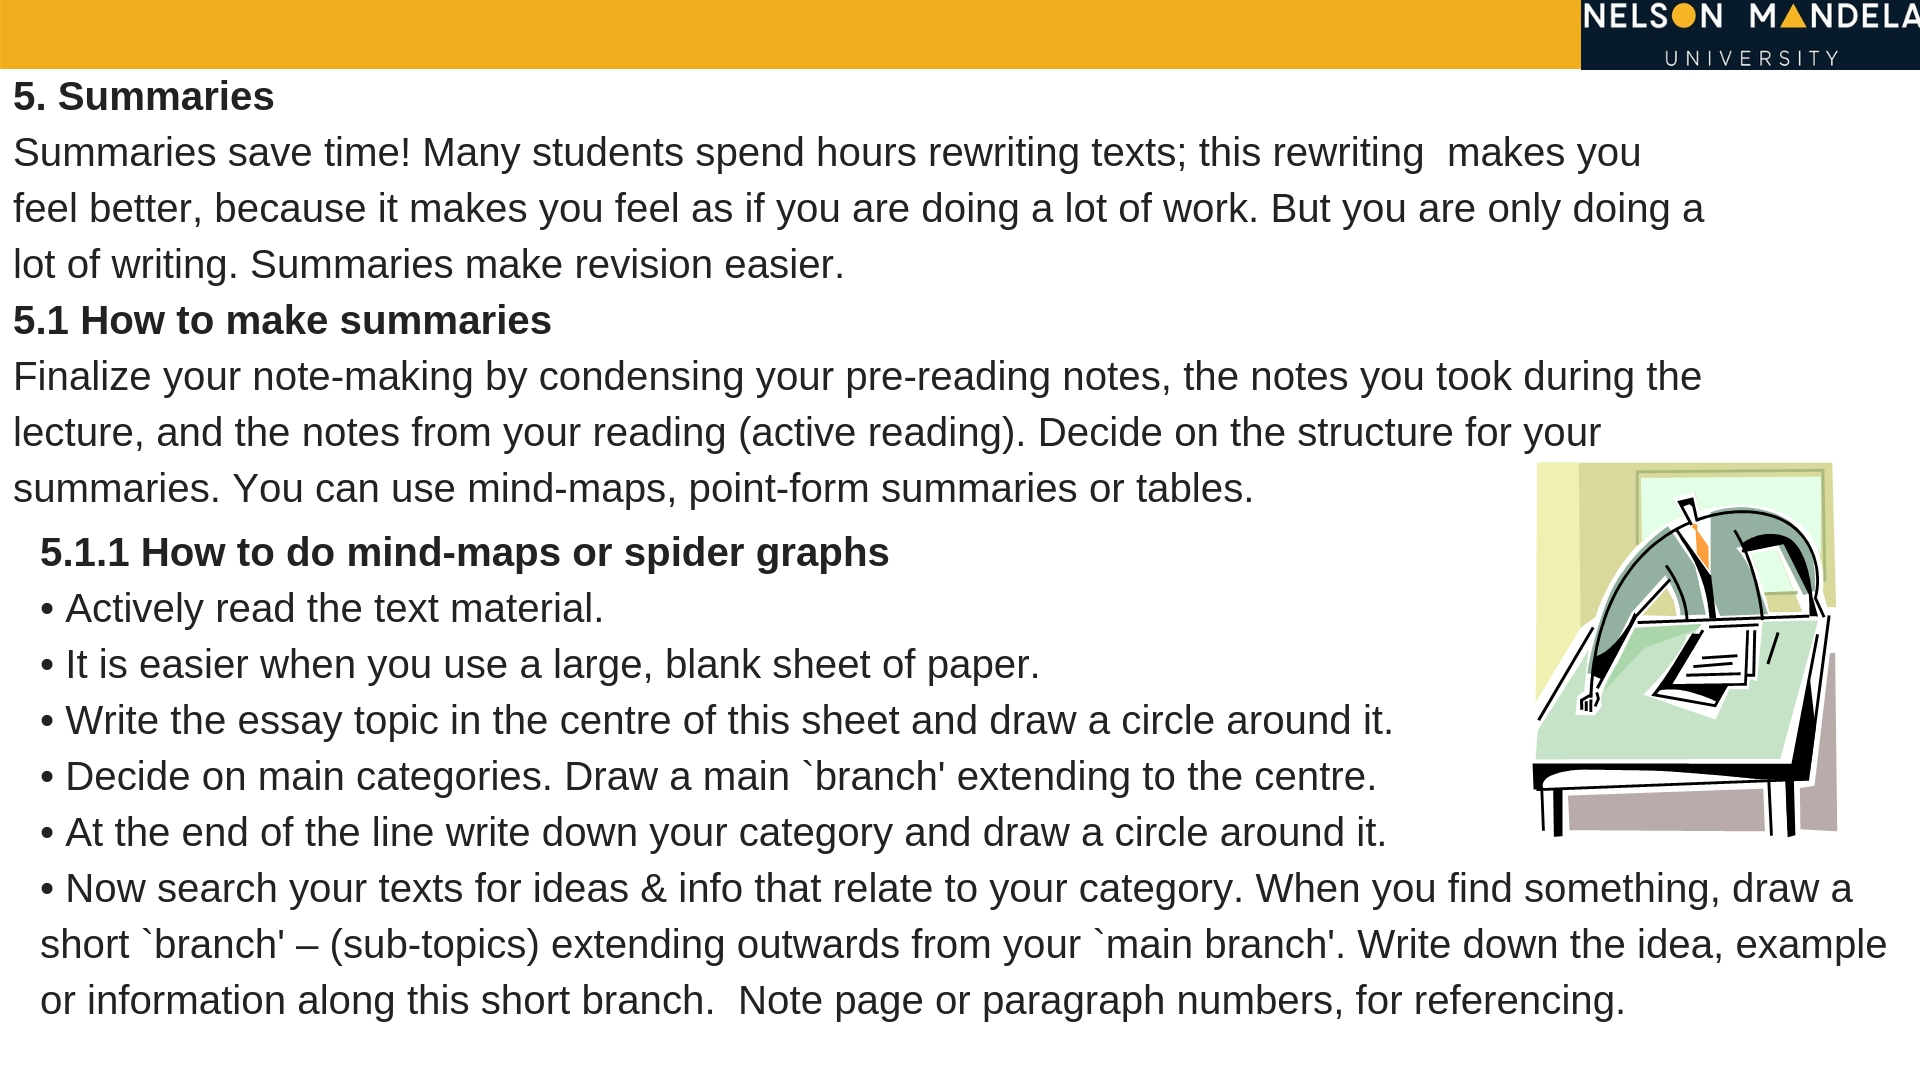 NELSON MANDELA
UNIVERSITY
5. Summaries
Summaries save time! Many students spend hours rewriting texts; this rewriting  makes you
feel better, because it makes you feel as if you are doing a lot of work. But you are only doing a
lot of writing. Summaries make revision easier.
5.1 How to make summaries
Finalize your note-making by condensing your pre-reading notes, the notes you took during the
lecture, and the notes from your reading (active reading). Decide on the structure for your
summaries. You can use mind-maps, point-form summaries or tables.
5.1.1 How to do mind-maps or spider graphs
• Actively read the text material.
• It is easier when you use a large, blank sheet of paper.
• Write the essay topic in the centre of this sheet and draw a circle around it.
• Decide on main categories. Draw a main `branch' extending to the centre.
• At the end of the line write down your category and draw a circle around it.
• Now search your texts for ideas & info that relate to your category. When you find something, draw a
short `branch' – (sub-topics) extending outwards from your `main branch'. Write down the idea, example
or information along this short branch.  Note page or paragraph numbers, for referencing.